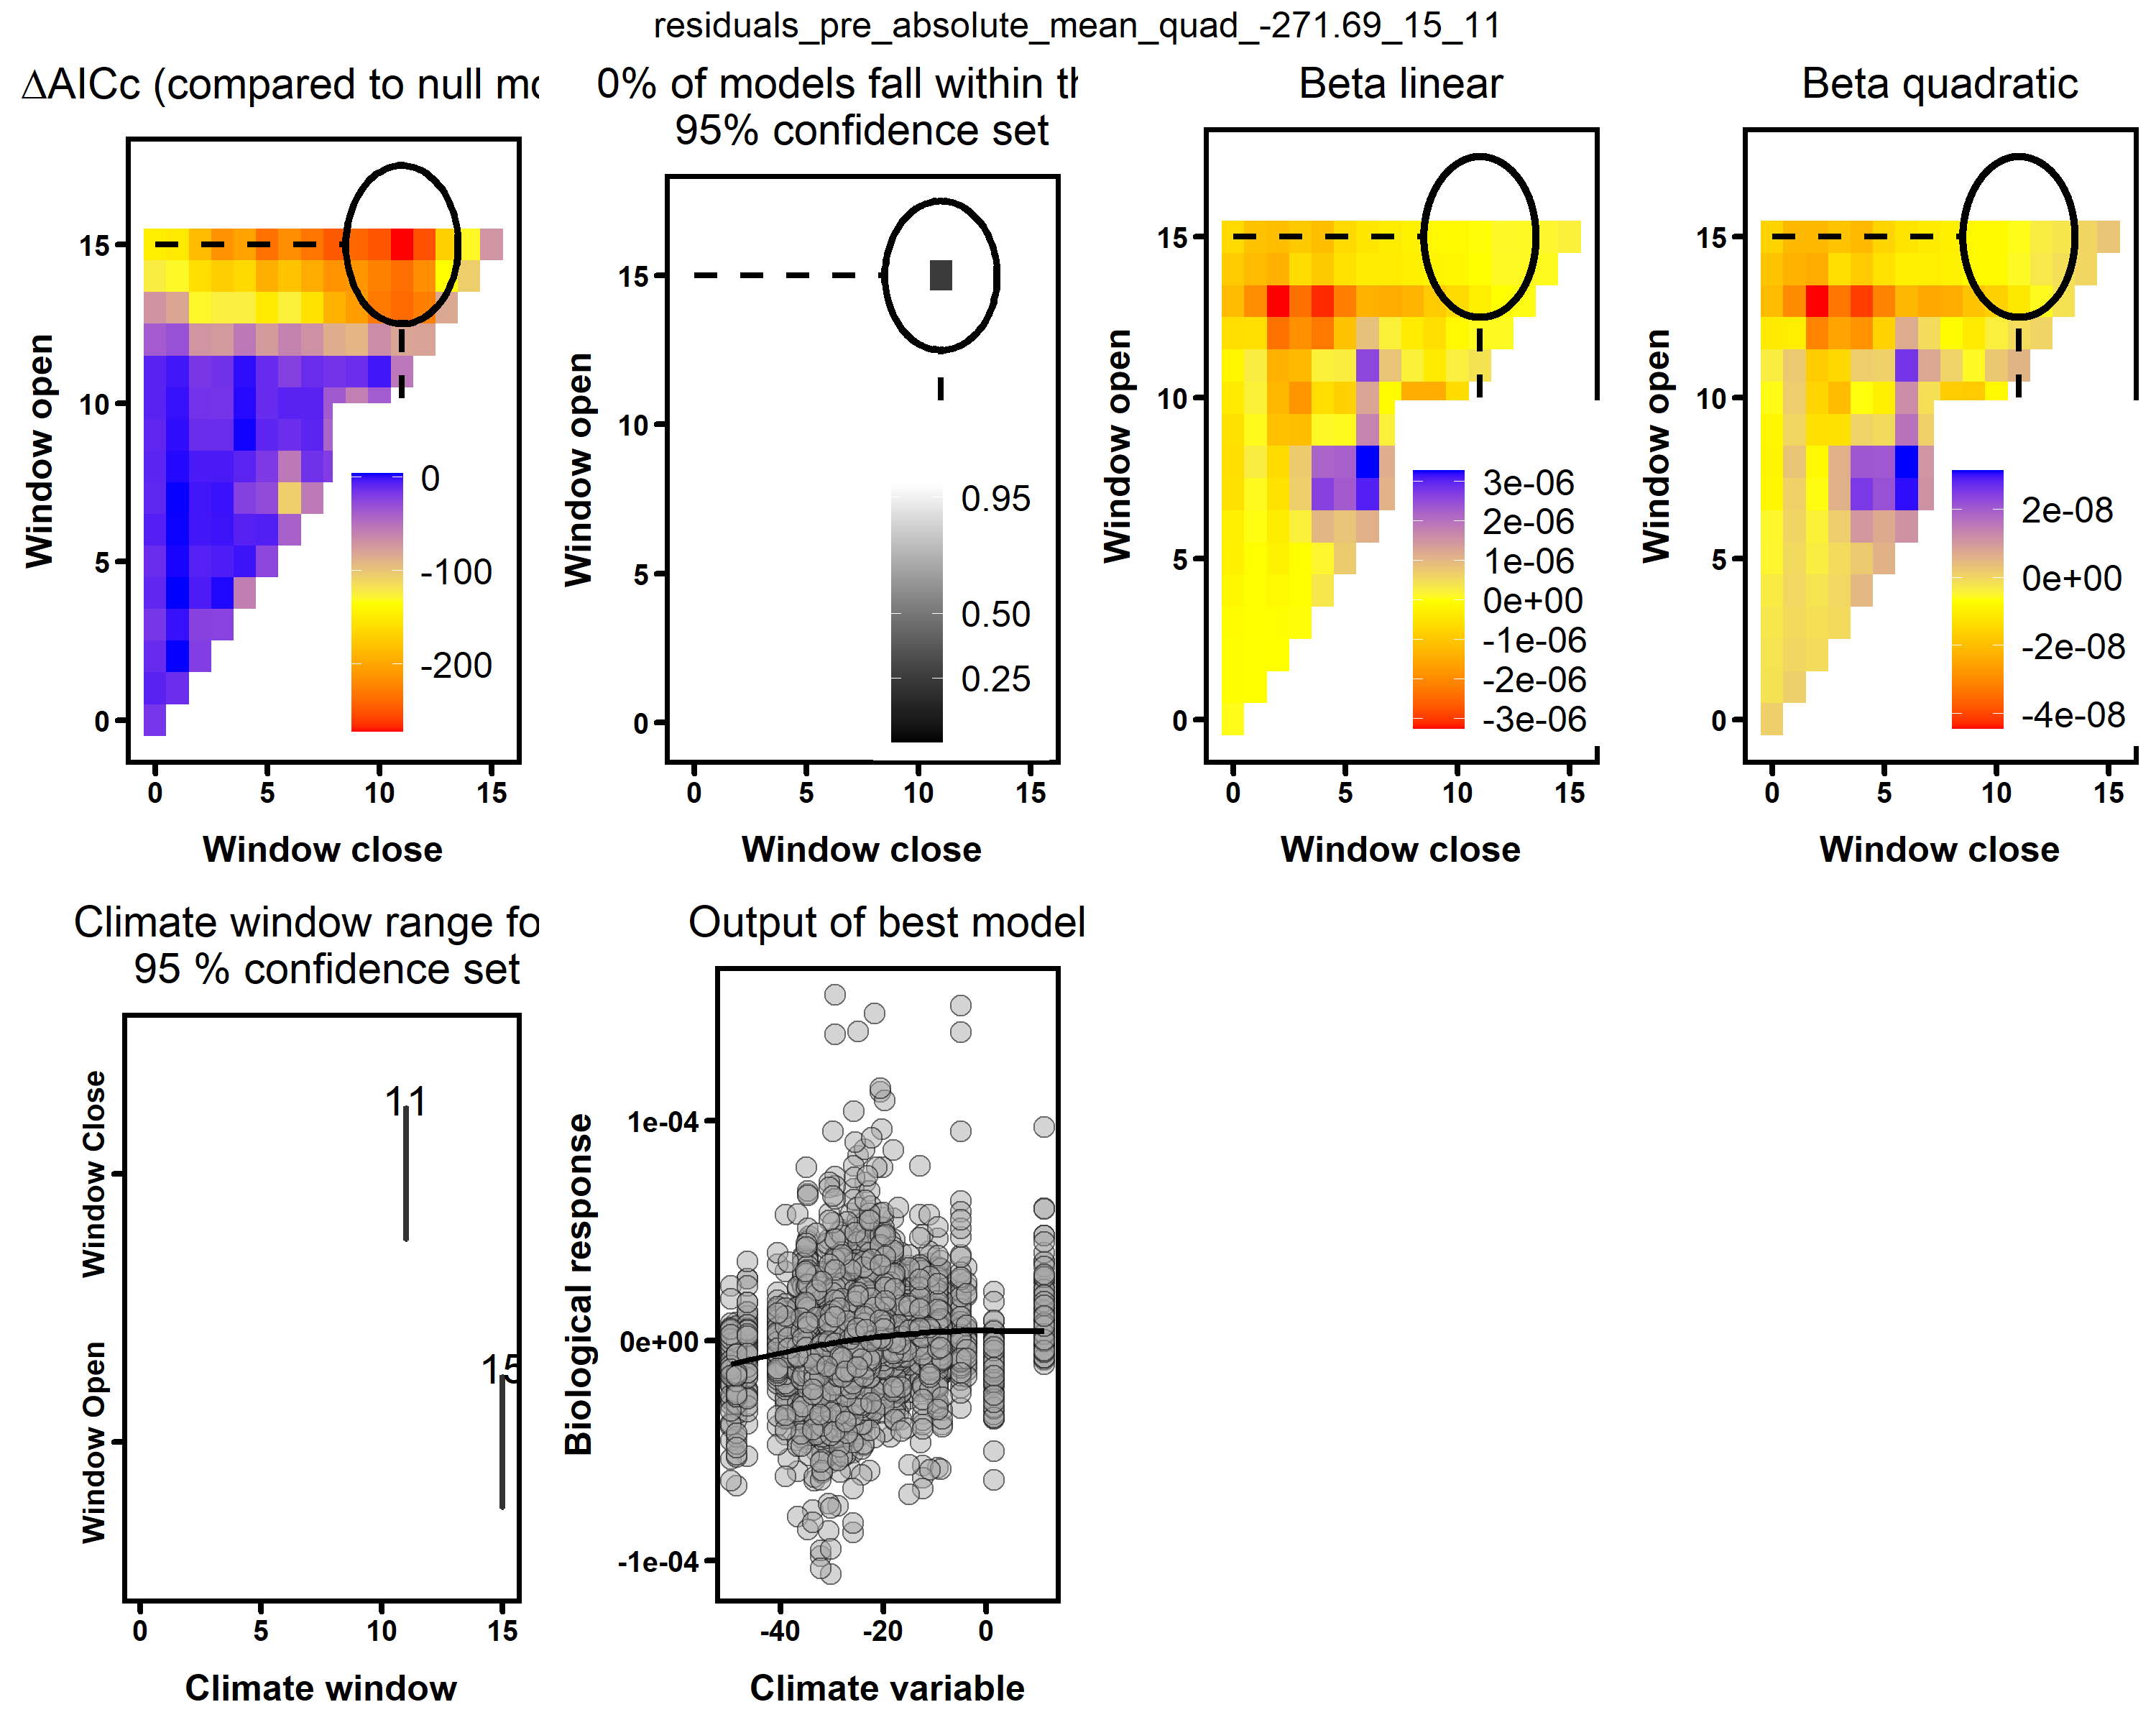 residuals_pre_absolute_mean_quad_-271.69_15_11
ΔAICc (compared to null mo
Window open
15
10
5
0
0
-100
-200
0
5
10
15
Window close
0% of models fall within th
95% confidence set
Window open
15
10
5
0
0.95
0.50
0.25
0
5
10
15
Window close
Beta linear
Window open
15
10
5
0
3e-06
2e-06
1e-06
0e+00
-1e-06
-2e-06
-3e-06
0
5
10
15
Window close
Beta quadratic
Window open
15
10
5
0
2e-08
0e+00
-2e-08
-4e-08
0
5
10
15
Window close
Climate window range fo
95 % confidence set
Window Close
Window Open
11
15
0
5
10
15
Climate window
Output of best model
Biological response
1e-04
0e+00
-1e-04
-40
-20
0
Climate variable